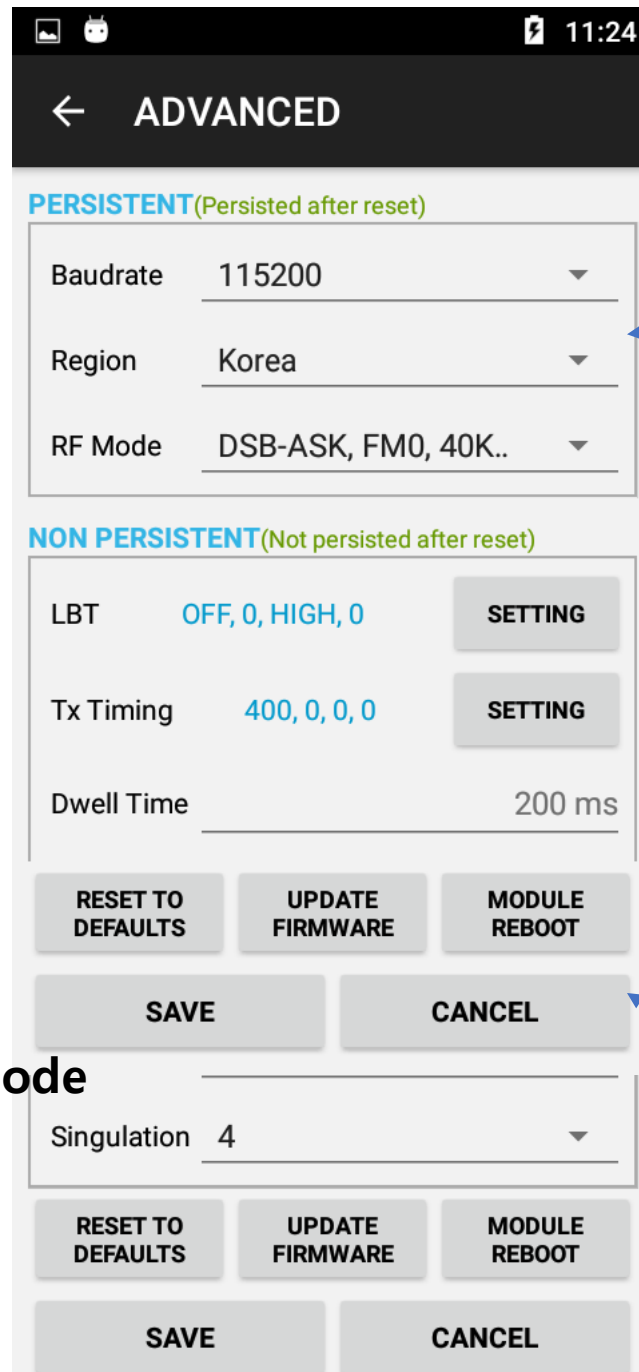 11:24
ADVANCED
PERSISTENT(Persisted after reset)
Baudrate 115200
Region Korea
RF Mode DSB-ASK, FM0, 40K..
NON PERSISTENT(Not persisted after reset)
LBT OFF, 0, HIGH, 0 SETTING
Tx Timing 400, 0, 0, 0 SETTING
Dwell Time 200 ms
RESET TO DEFAULTS UPDATE FIRMWARE MODULE REBOOT
SAVE CANCEL
ode
Singulation 4
RESET TO DEFAULTS UPDATE FIRMWARE MODULE REBOOT
SAVE CANCEL